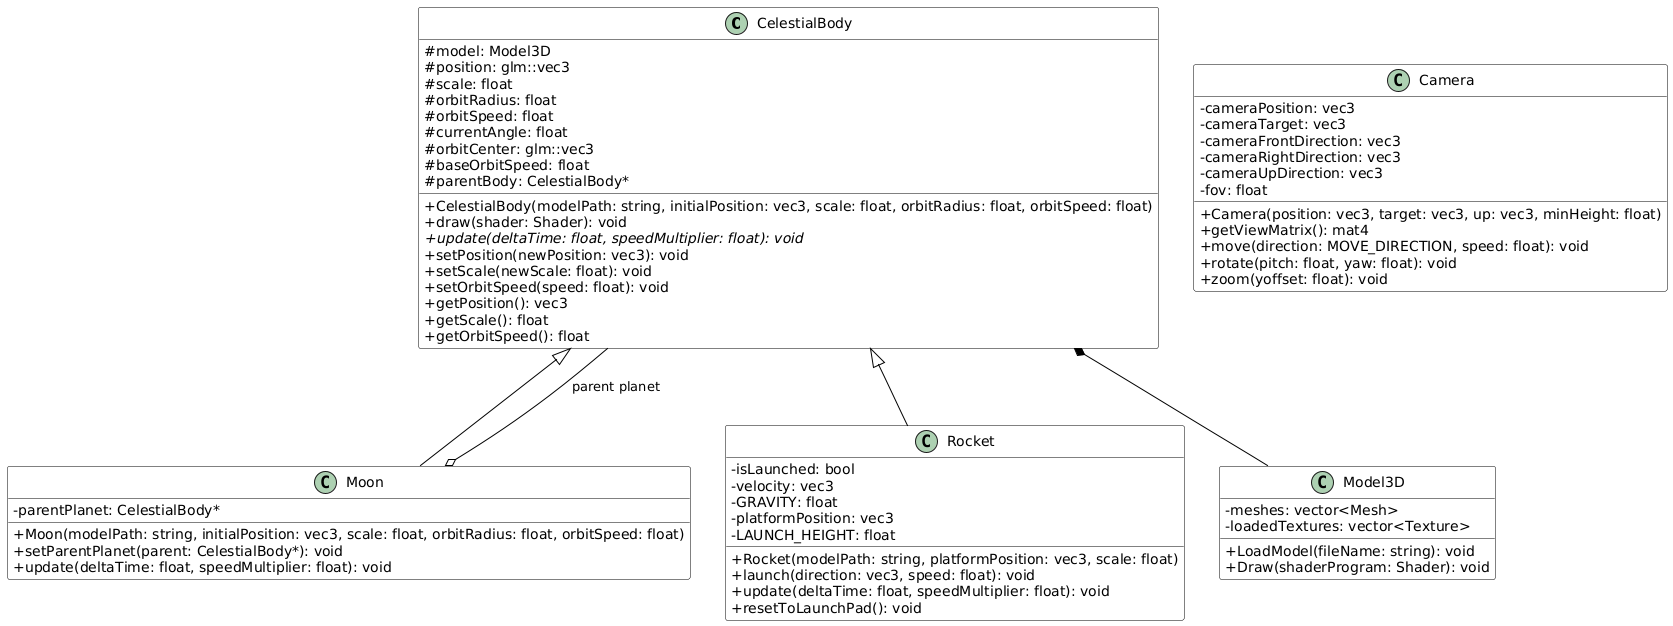 C CelestialBody
#model: Model3D
#position: glm::vec3
#scale: float
#orbitRadius: float
#orbitSpeed: float
#currentAngle: float
#orbitCenter: glm::vec3
#baseOrbitSpeed: float
#parentBody: CelestialBody*
+CelestialBody(modelPath: string, initialPosition: vec3, scale: float, orbitRadius: float, orbitSpeed: float)
+draw(shader: Shader): void
+update(deltaTime: float, speedMultiplier: float): void
+setPosition(newPosition: vec3): void
+setScale(newScale: float): void
+setOrbitSpeed(speed: float): void
+getPosition(): vec3
+getScale(): float
+getOrbitSpeed(): float
C Camera
-cameraPosition: vec3
-cameraTarget: vec3
-cameraFrontDirection: vec3
-cameraRightDirection: vec3
-cameraUpDirection: vec3
-fov: float
+Camera(position: vec3, target: vec3, up: vec3, minHeight: float)
+getViewMatrix(): mat4
+move(direction: MOVE_DIRECTION, speed: float): void
+rotate(pitch: float, yaw: float): void
+zoom(yoffset: float): void
parent planet
C Moon
-parentPlanet: CelestialBody*
+Moon(modelPath: string, initialPosition: vec3, scale: float, orbitRadius: float, orbitSpeed: float)
+setParentPlanet(parent: CelestialBody*): void
+update(deltaTime: float, speedMultiplier: float): void
C Rocket
-isLaunched: bool
-velocity: vec3
-GRAVITY: float
-platformPosition: vec3
-LAUNCH_HEIGHT: float
+Rocket(modelPath: string, platformPosition: vec3, scale: float)
+launch(direction: vec3, speed: float): void
+update(deltaTime: float, speedMultiplier: float): void
+resetToLaunchPad(): void
C Model3D
-meshes: vector<Mesh>
-loadedTextures: vector<Texture>
+LoadModel(fileName: string): void
+Draw(shaderProgram: Shader): void